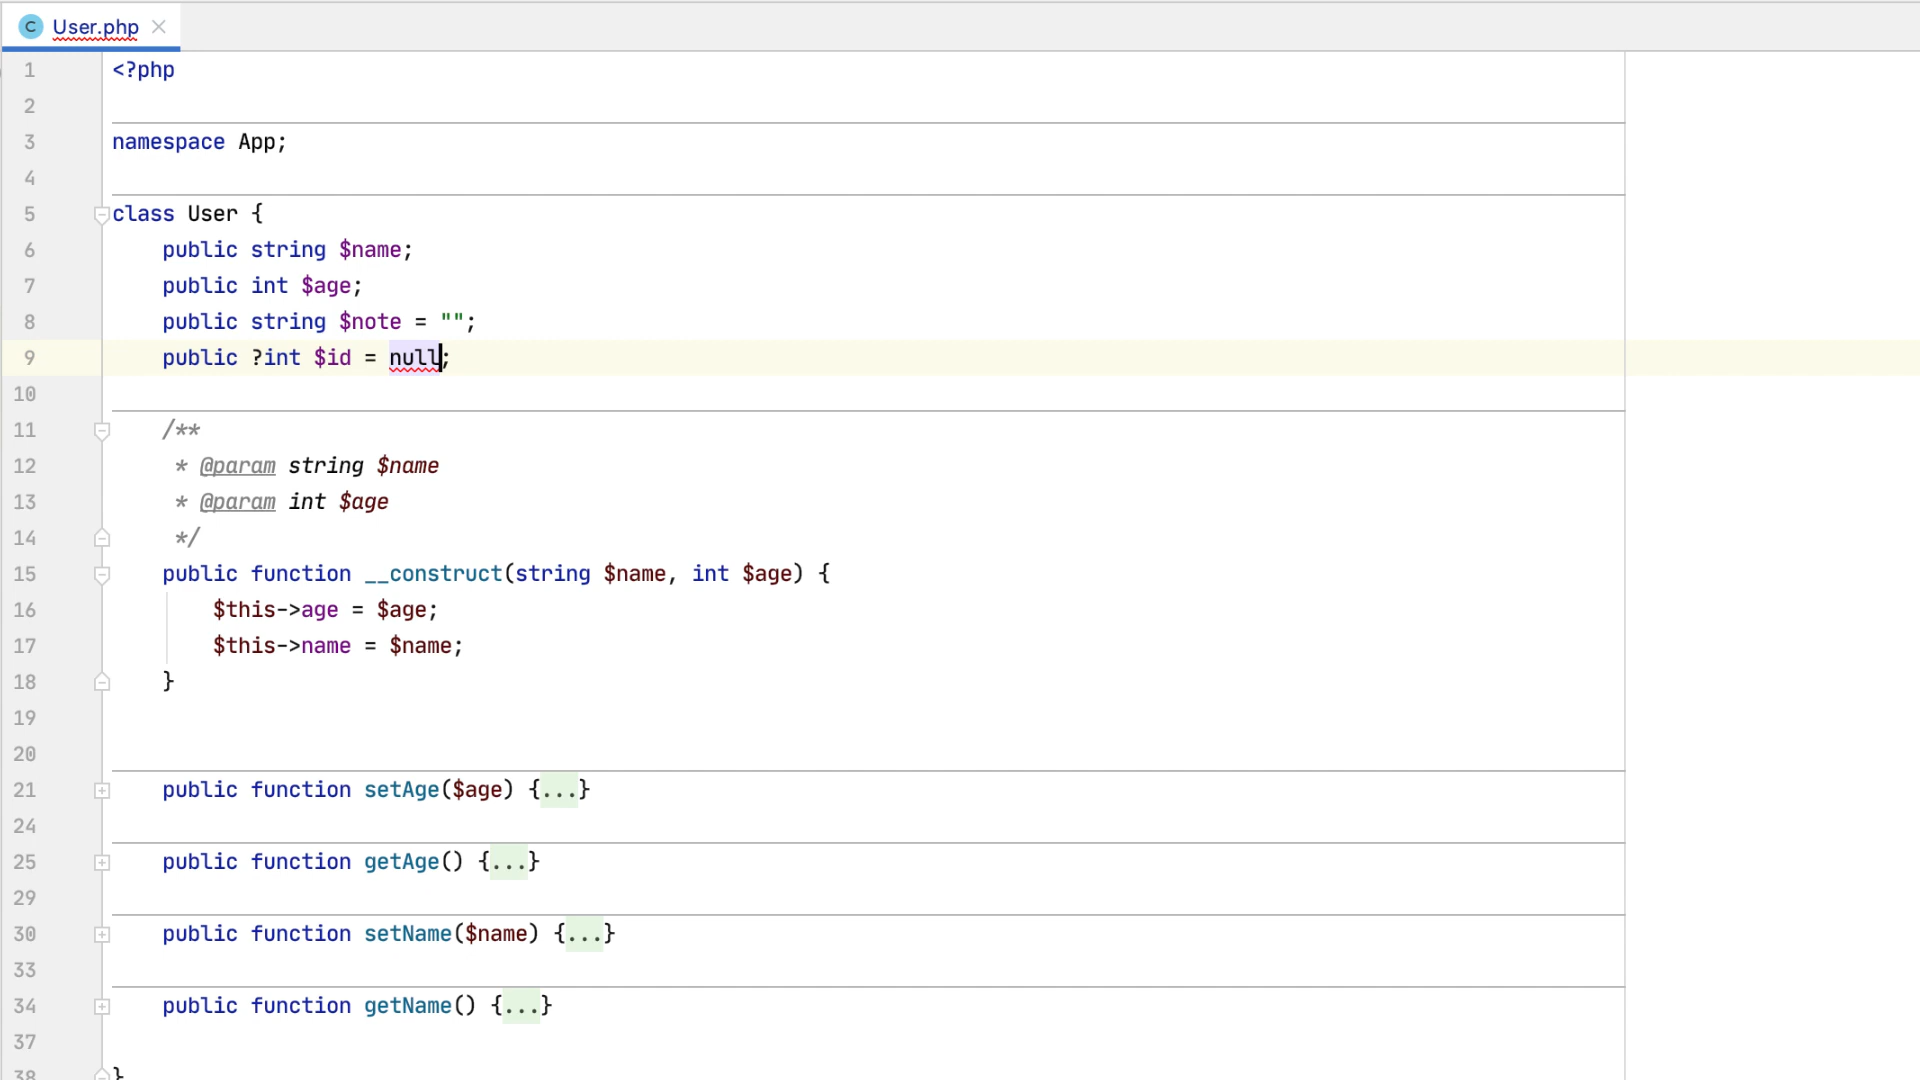 C User.php
1 <?php
2
3 namespace App;
4
5 class User {
6 public string $name;
7 public int $age;
8 public string $note = "";
9 public ?int $id = null;
10
11 /**
12 * @param string $name
13 * @param int $age
14 */
15 public function __construct(string $name, int $age) {
16 $this->age = $age;
17 $this->name = $name;
18 }
19
20
21 public function setAge($age) {...}
24
25 public function getAge() {...}
29
30 public function setName($name) {...}
33
34 public function getName() {...}
37
38 }